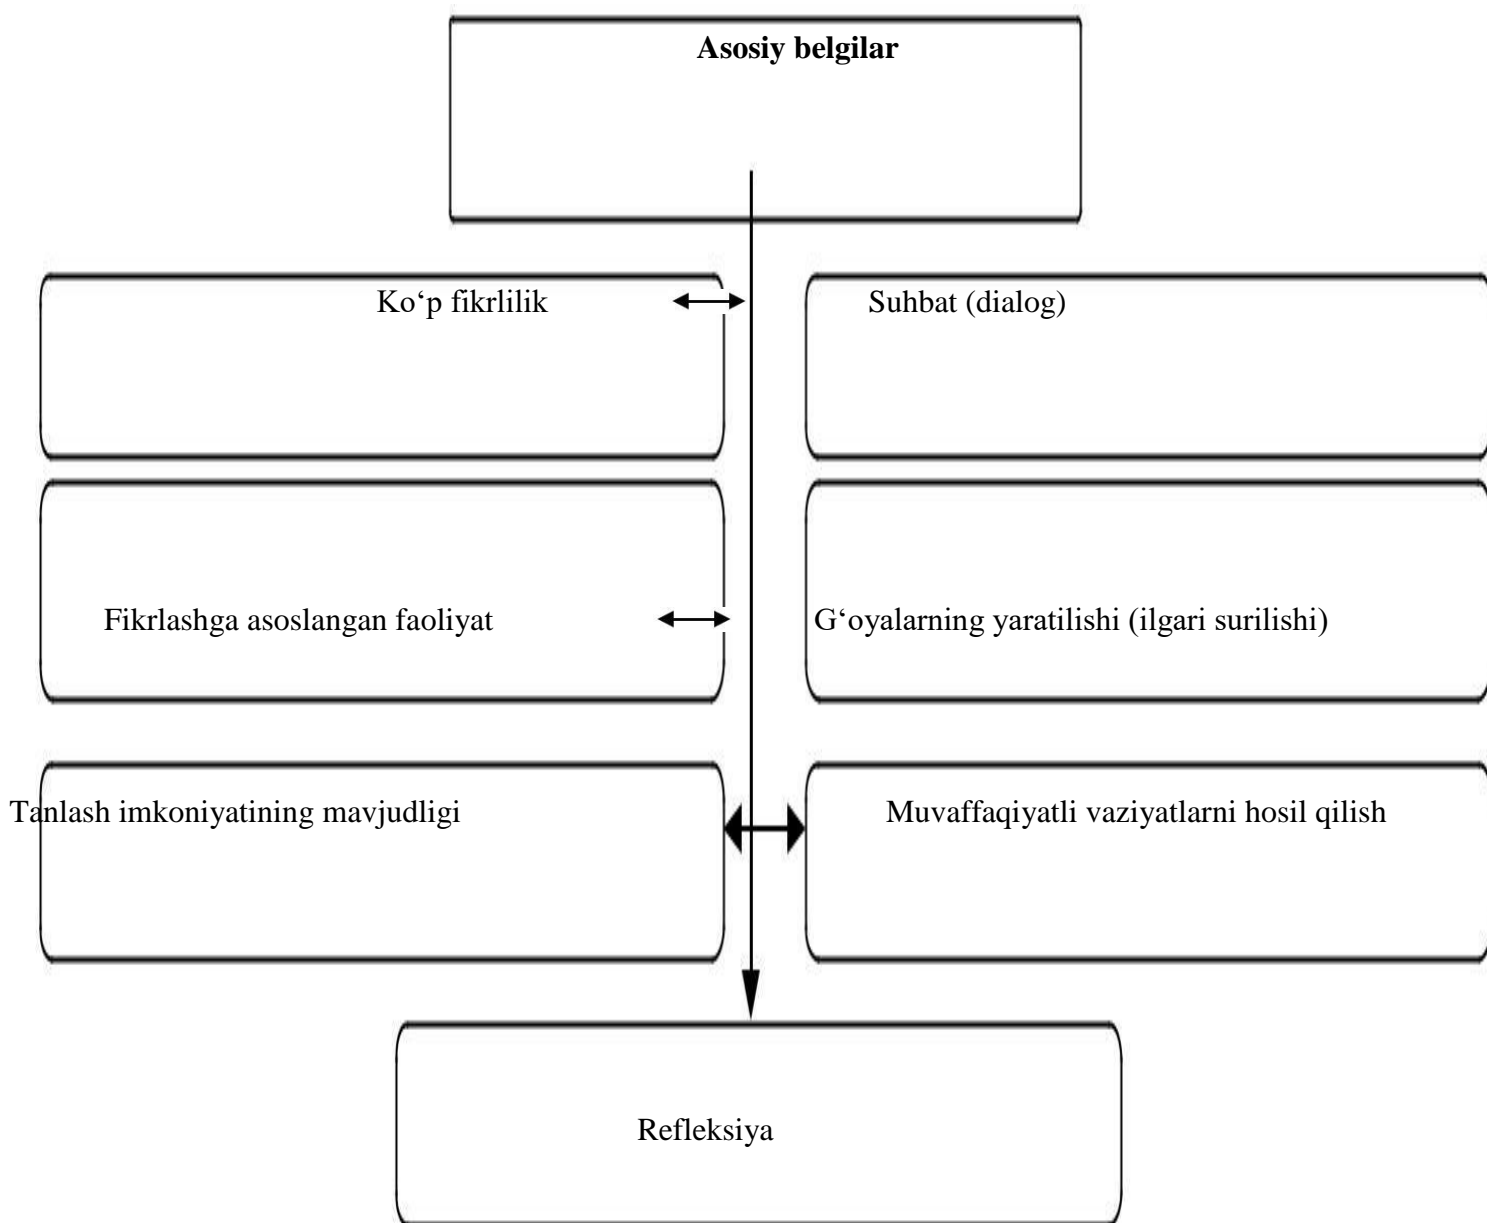 Asosiy belgilar
Ko‘p fikrlilik
Suhbat (dialog)
Fikrlashga asoslangan faoliyat
G‘oyalarning yaratilishi (ilgari surilishi)
Tanlash imkoniyatining mavjudligi
Muvaffaqiyatli vaziyatlarni hosil qilish
Refleksiya